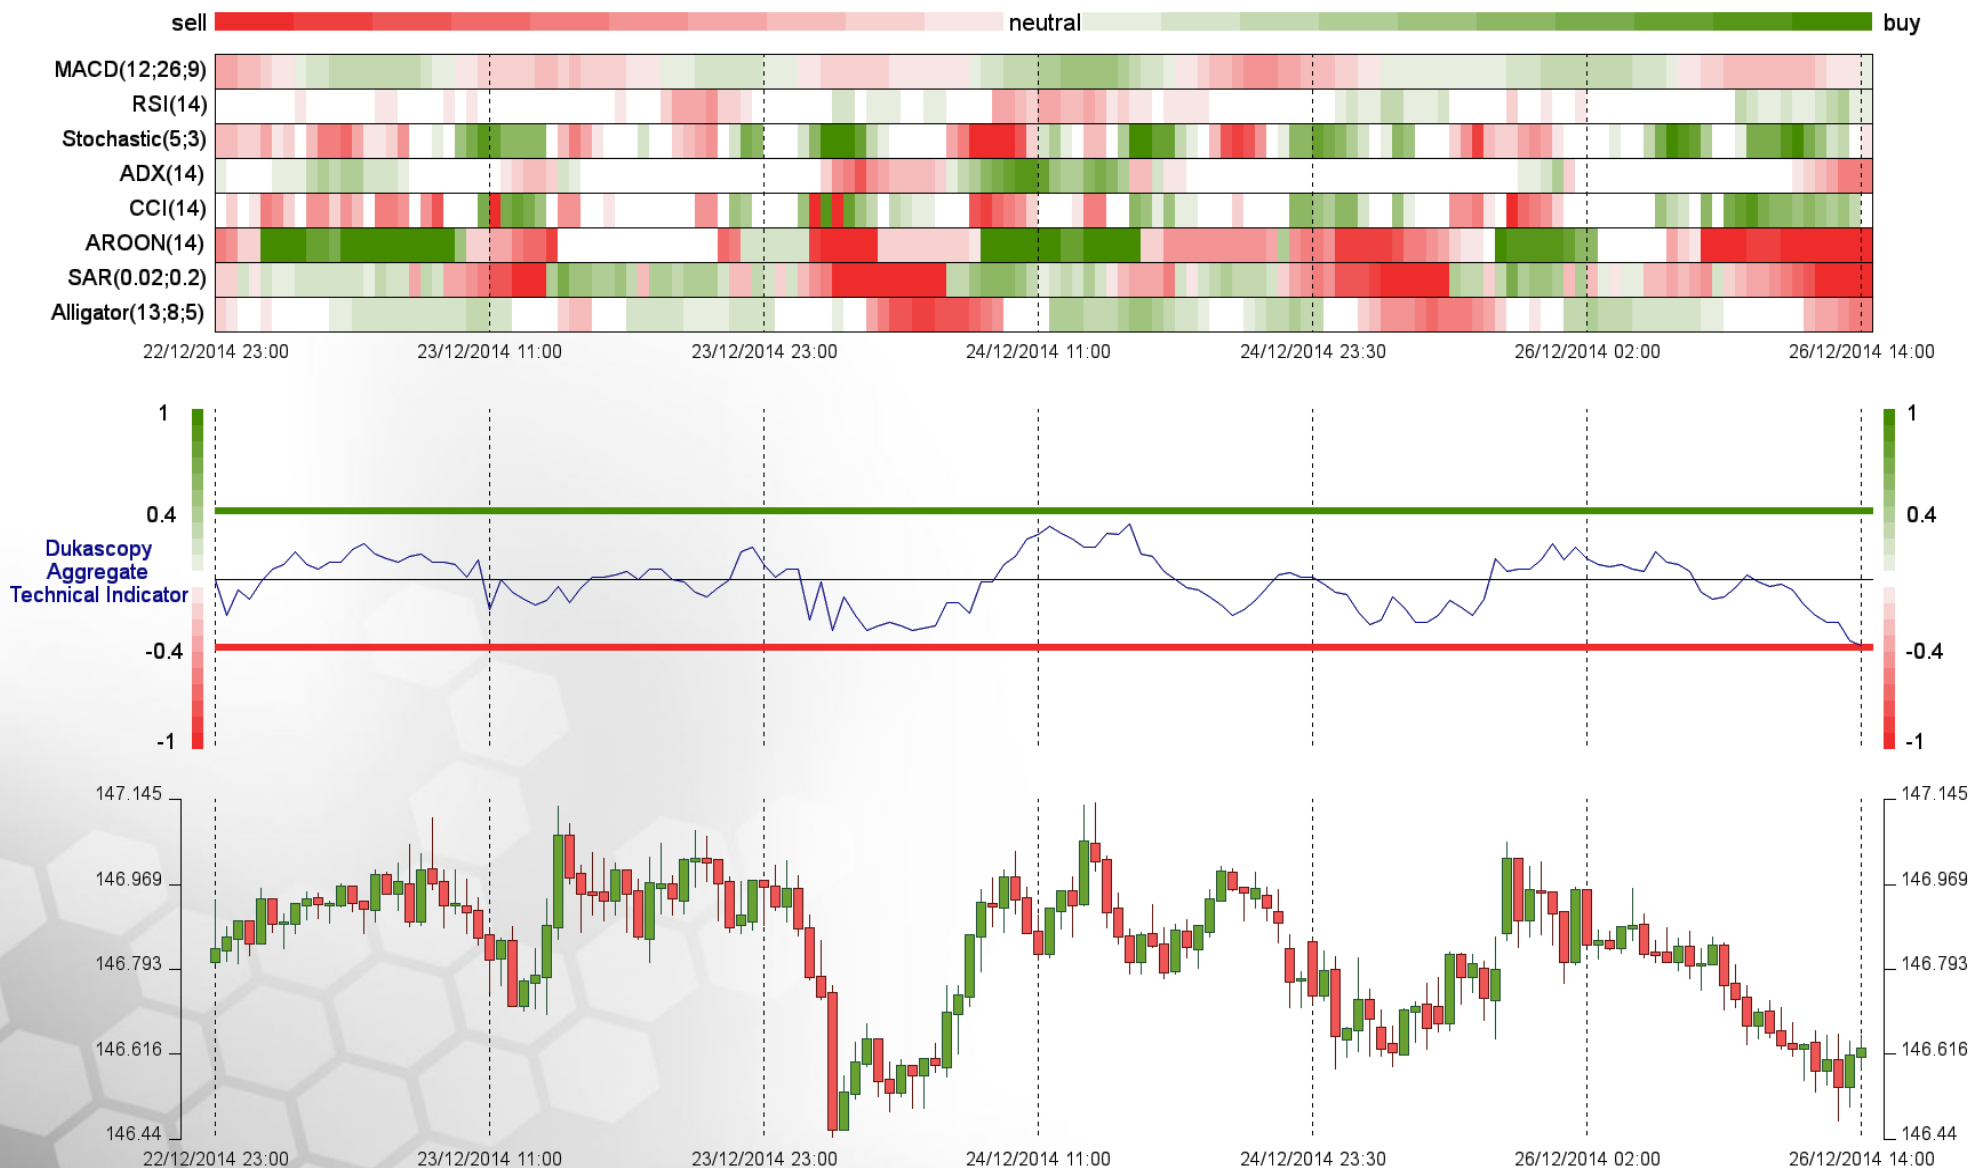 sell neutral buy
MACD(12;26;9)
RSI(14)
Stochastic(5;3)
ADX(14)
CCI(14)
AROON(14)
SAR(0.02;0.2)
Alligator(13;8;5)
22/12/2014 23:00 23/12/2014 11:00 23/12/2014 23:00 24/12/2014 11:00 24/12/2014 23:30 26/12/2014 02:00 26/12/2014 14:00
1 1
0.4 0.4
Dukascopy
Aggregate
Technical Indicator
-0.4 -0.4
-1 -1
147.145 147.145
146.969 146.969
146.793 146.793
146.616 146.616
146.44 146.44
22/12/2014 23:00 23/12/2014 11:00 23/12/2014 23:00 24/12/2014 11:00 24/12/2014 23:30 26/12/2014 02:00 26/12/2014 14:00